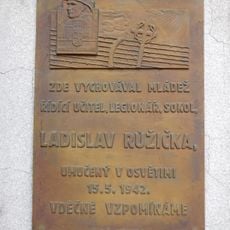 ZDE VYCHOVÁVAL MLÁDEŽ
ŘÍDÍCÍ UČITEL, LEGIONÁŘ, SOKOL,
LADISLAV RŮŽIČKA,
UMUČENÝ V OSVĚTIMI
15.5.1942.
VDĚČNĚ VZPOMÍNÁME